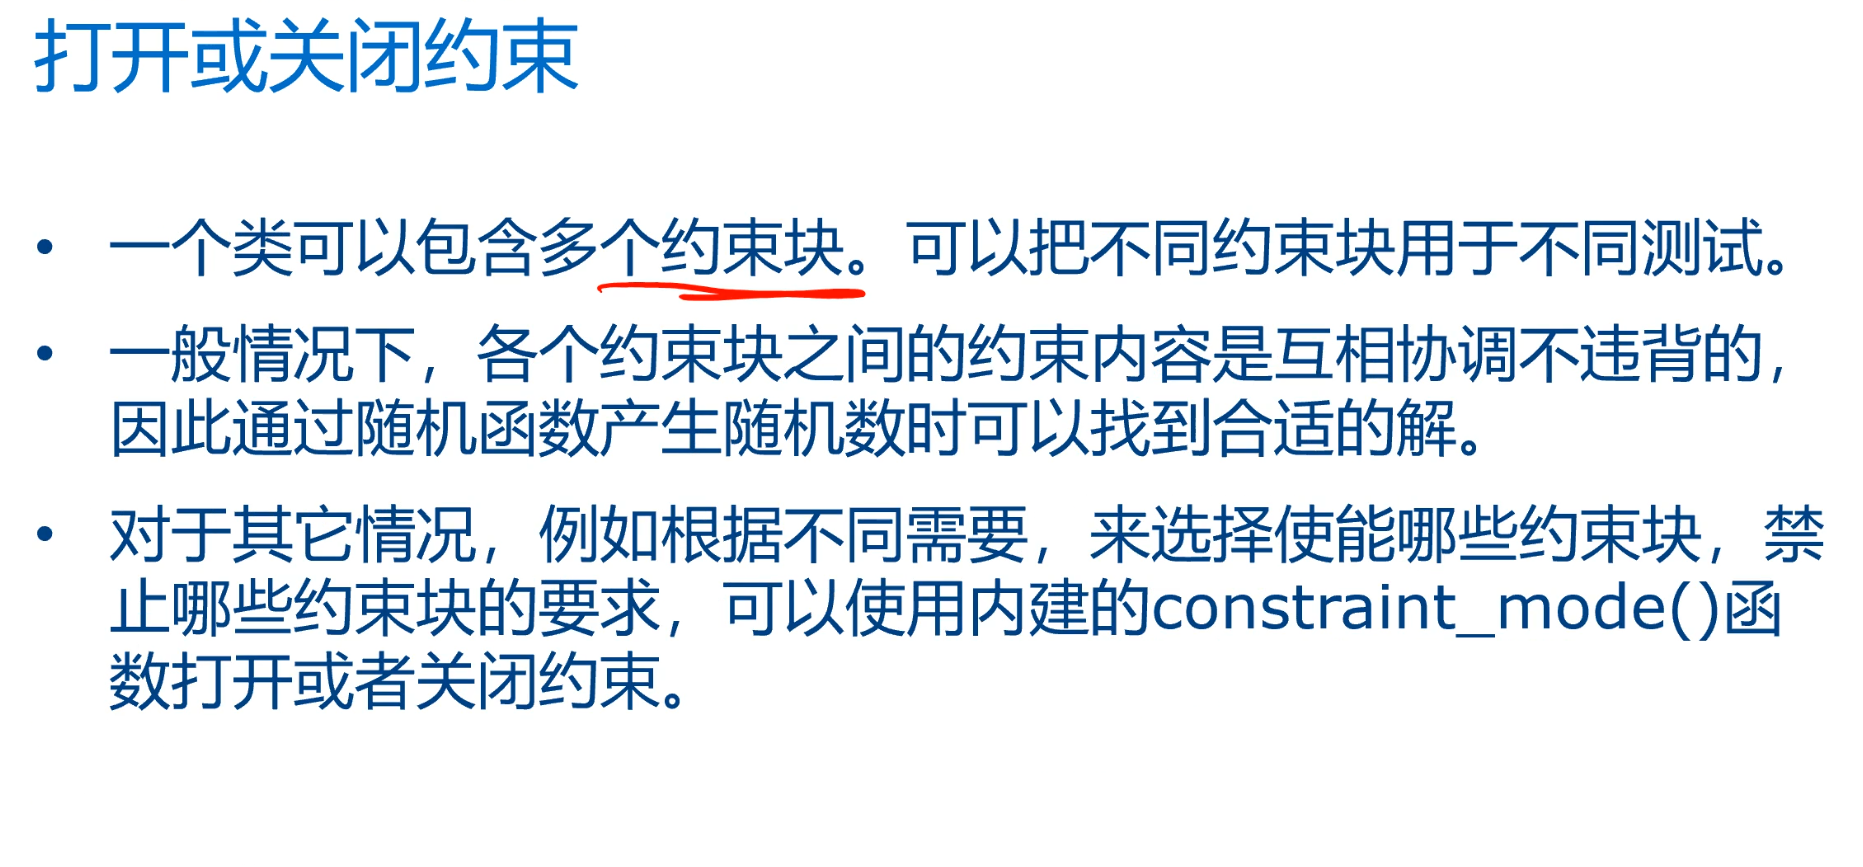 打开或关闭约束
• 一个类可以包含多个约束块。可以把不同约束块用于不同测试。
• 一般情况下，各个约束块之间的约束内容是互相协调不违背的，
因此通过随机函数产生随机数时可以找到合适的解。
• 对于其它情况，例如根据不同需要，来选择使能哪些约束块，禁
止哪些约束块的要求，可以使用内建的constraint_mode()函
数打开或者关闭约束。